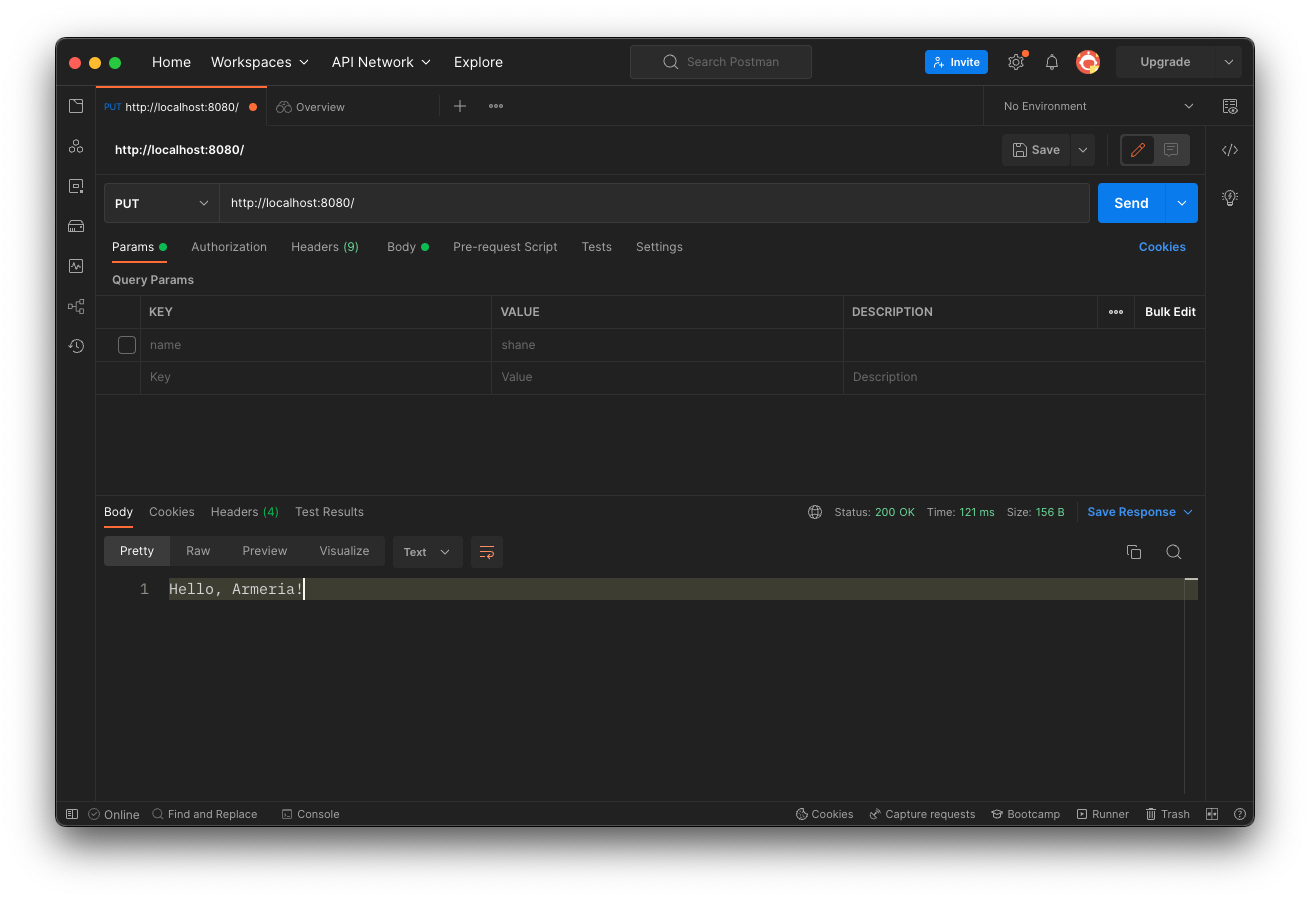 Home Workspaces API Network Explore Search Postman Invite Upgrade
PUT http://localhost:8080/ Overview No Environment
http://localhost:8080/ Save
PUT http://localhost:8080/ Send
Params Authorization Headers (9) Body Pre-request Script Tests Settings Cookies
Query Params
KEY VALUE DESCRIPTION Bulk Edit
name shane
Key Value Description
Body Cookies Headers (4) Test Results Status: 200 OK Time: 121 ms Size: 156 B Save Response
Pretty Raw Preview Visualize Text
1 Hello, Armeria!
Online Find and Replace Console Cookies Capture requests Bootcamp Runner Trash